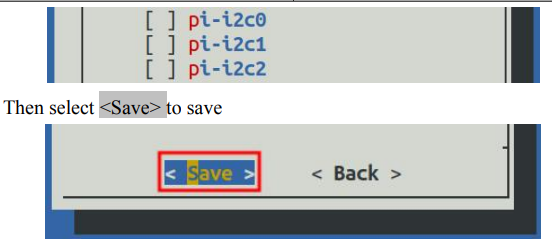 [ ] pi-i2c0
[ ] pi-i2c1
[ ] pi-i2c2
Then select <Save> to save
< Save > < Back >